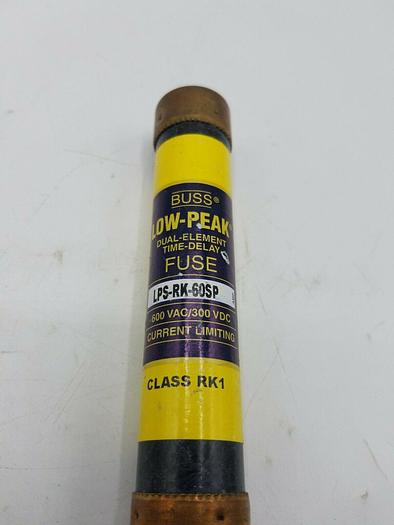 BUSS®
LOW-PEAK®
DUAL-ELEMENT
TIME-DELAY
FUSE
LPS-RK-60SP
600 VAC/300 VDC
CURRENT LIMITING
CLASS RK1